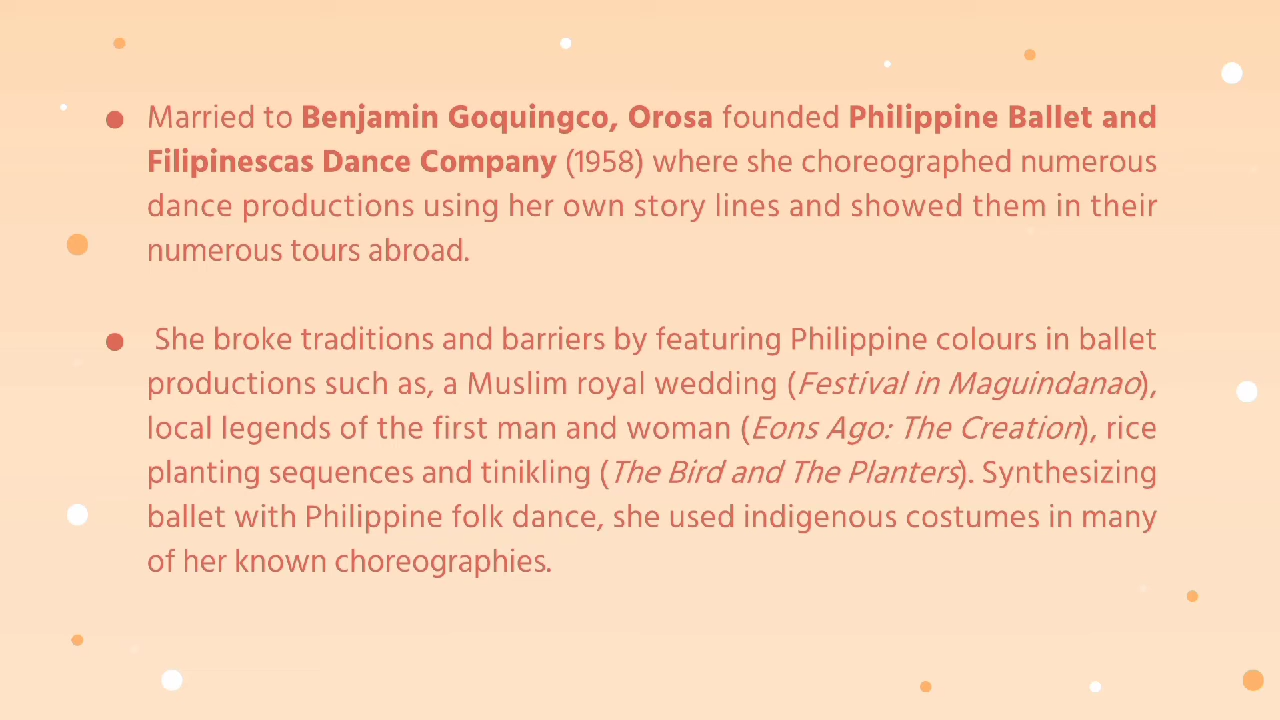 Married to Benjamin Goquingco, Orosa founded Philippine Ballet and
Filipinescas Dance Company (1958) where she choreographed numerous
dance productions using her own story lines and showed them in their
numerous tours abroad.
She broke traditions and barriers by featuring Philippine colours in ballet
productions such as, a Muslim royal wedding (Festival in Maguindanao),
local legends of the first man and woman (Eons Ago: The Creation), rice
planting sequences and tinikling (The Bird and The Planters). Synthesizing
ballet with Philippine folk dance, she used indigenous costumes in many
of her known choreographies.